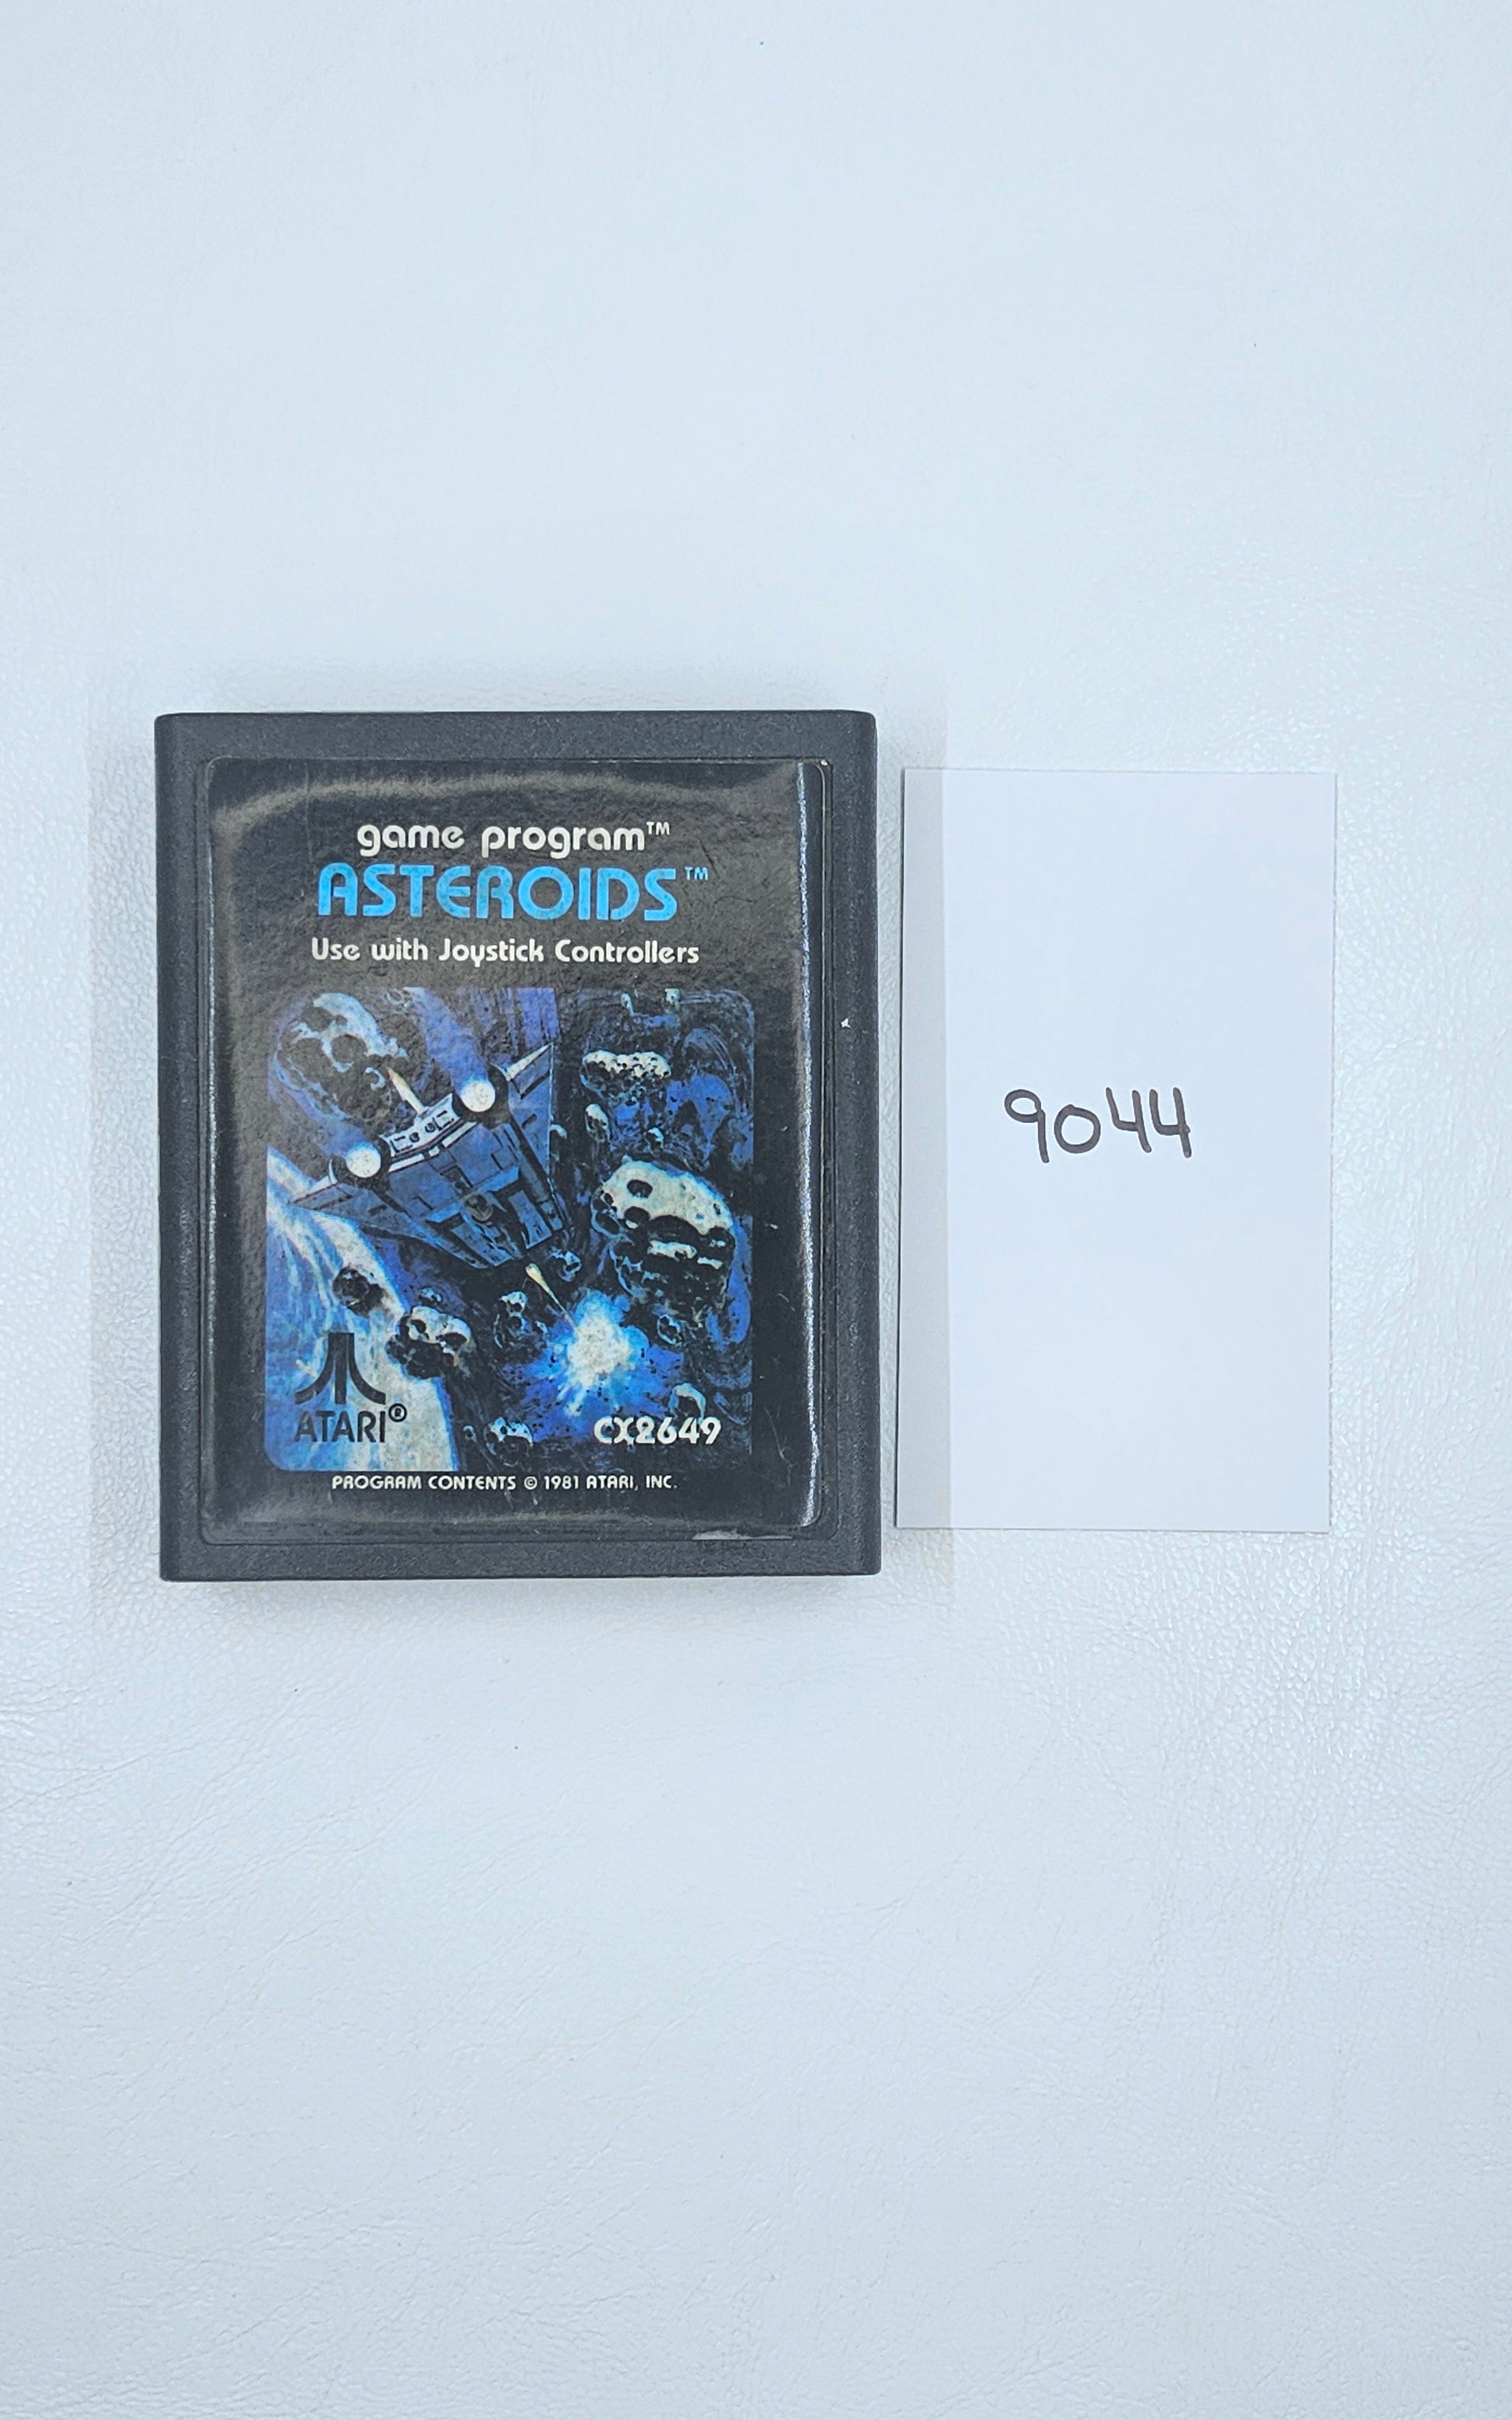 game program™
ASTEROIDS™
Use with Joystick Controllers
ATARI®
CX2649
PROGRAM CONTENTS © 1981 ATARI, INC.
9044